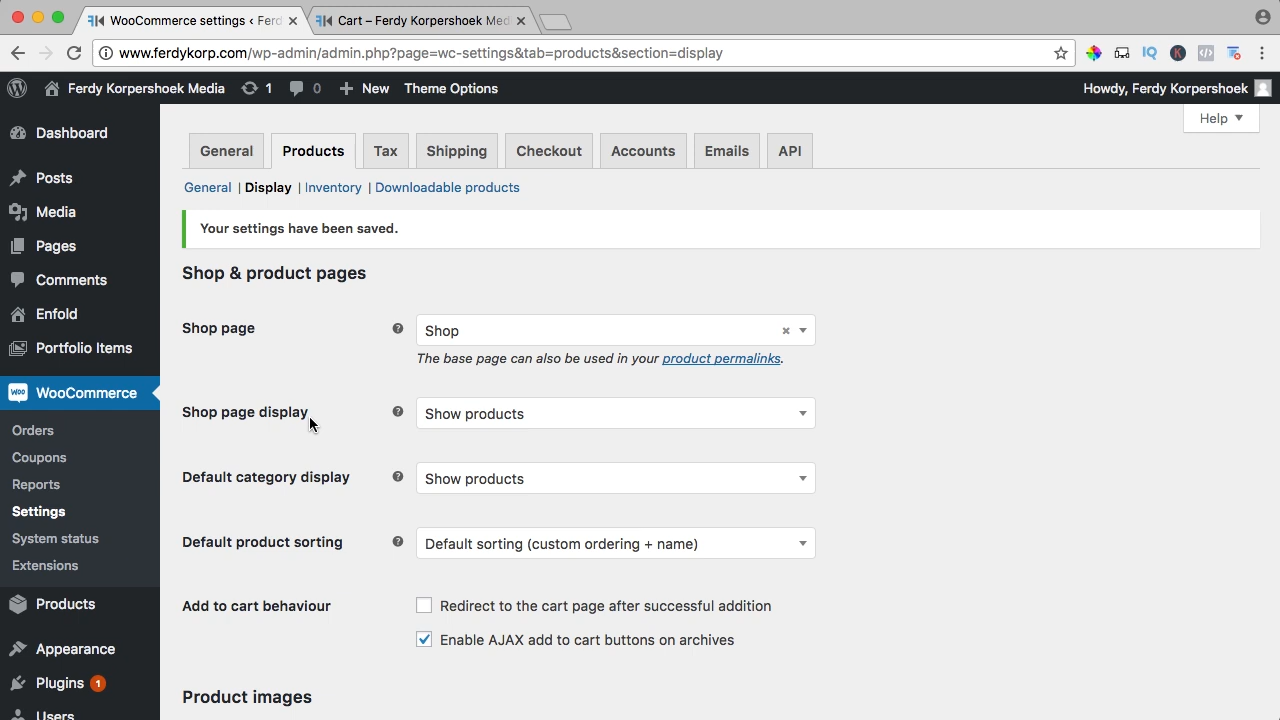 WooCommerce settings ‹ Ferd
Cart – Ferdy Korpershoek Med
www.ferdykorp.com/wp-admin/admin.php?page=wc-settings&tab=products&section=display
Ferdy Korpershoek Media 1 0 New Theme Options Howdy, Ferdy Korpershoek
Help
Dashboard
Posts
Media
Pages
Comments
Enfold
Portfolio Items
WooCommerce
Orders
Coupons
Reports
Settings
System status
Extensions
Products
Appearance
Plugins 1
Users
General Products Tax Shipping Checkout Accounts Emails API
General | Display | Inventory | Downloadable products
Your settings have been saved.
Shop & product pages
Shop page ? Shop ×
The base page can also be used in your product permalinks.
Shop page display ? Show products
Default category display ? Show products
Default product sorting ? Default sorting (custom ordering + name)
Add to cart behaviour Redirect to the cart page after successful addition
Enable AJAX add to cart buttons on archives
Product images